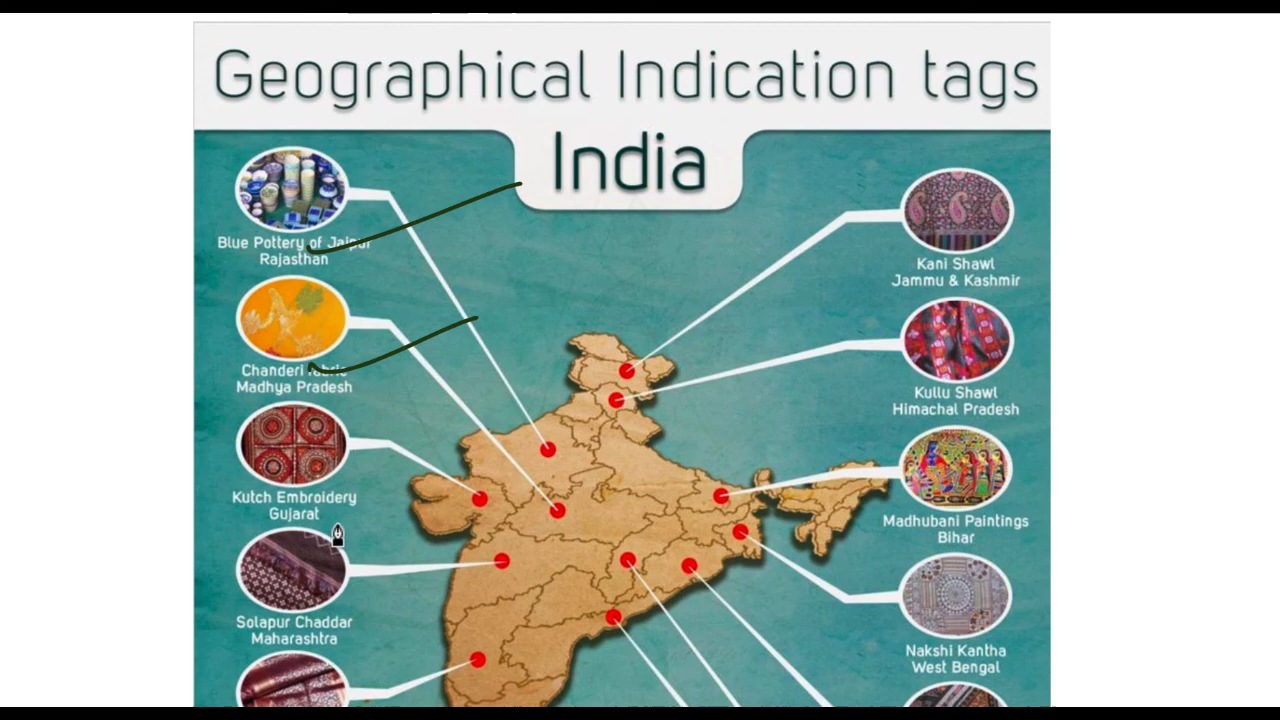 Geographical Indication tags
India
Blue Pottery of Jaipur
Rajasthan
Chanderi fabric
Madhya Pradesh
Kutch Embroidery
Gujarat
Solapur Chaddar
Maharashtra
Kani Shawl
Jammu & Kashmir
Kullu Shawl
Himachal Pradesh
Madhubani Paintings
Bihar
Nakshi Kantha
West Bengal